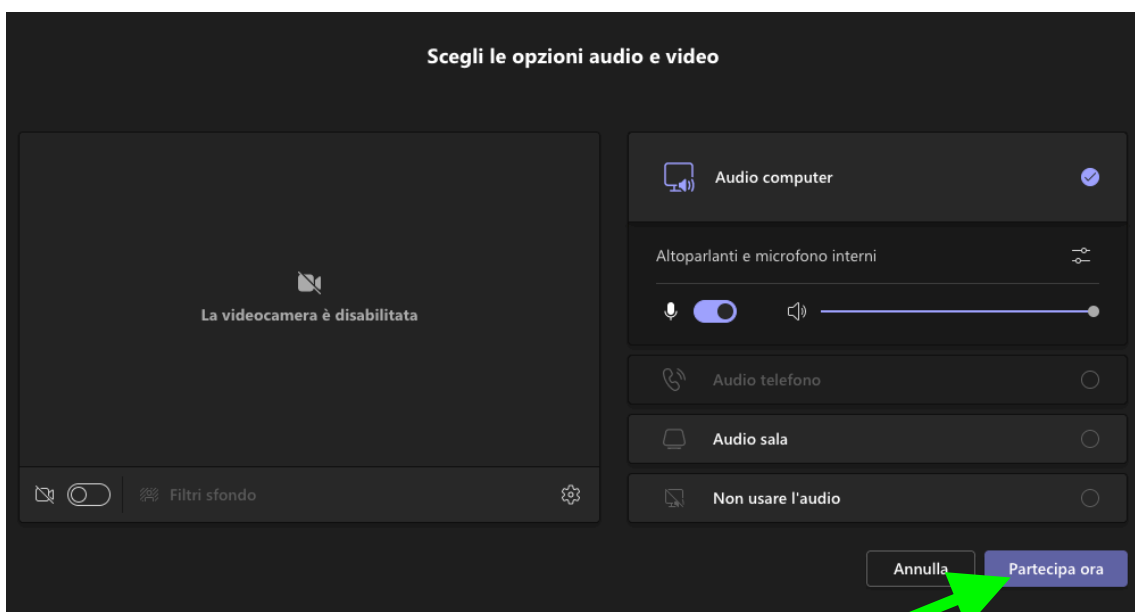 Scegli le opzioni audio e video
La videocamera è disabilitata
Filtri sfondo
Audio computer
Altoparlanti e microfono interni
Audio telefono
Audio sala
Non usare l'audio
Annulla
Partecipa ora